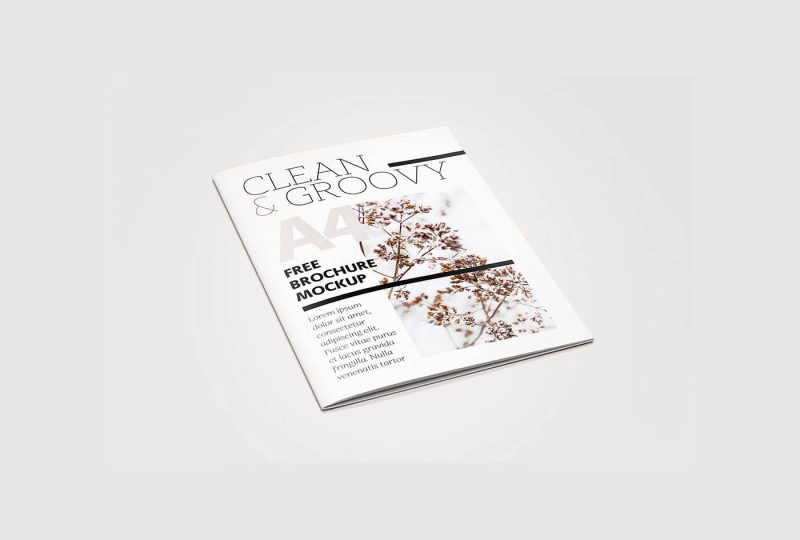 CLEAN
& GROOVY
A4
FREE
BROCHURE
MOCKUP
Lorem ipsum
dolor sit amet,
consectetur
adipiscing elit.
Fusce vitae purus
et lacus gravida
fringilla. Nulla
venenatis tortor